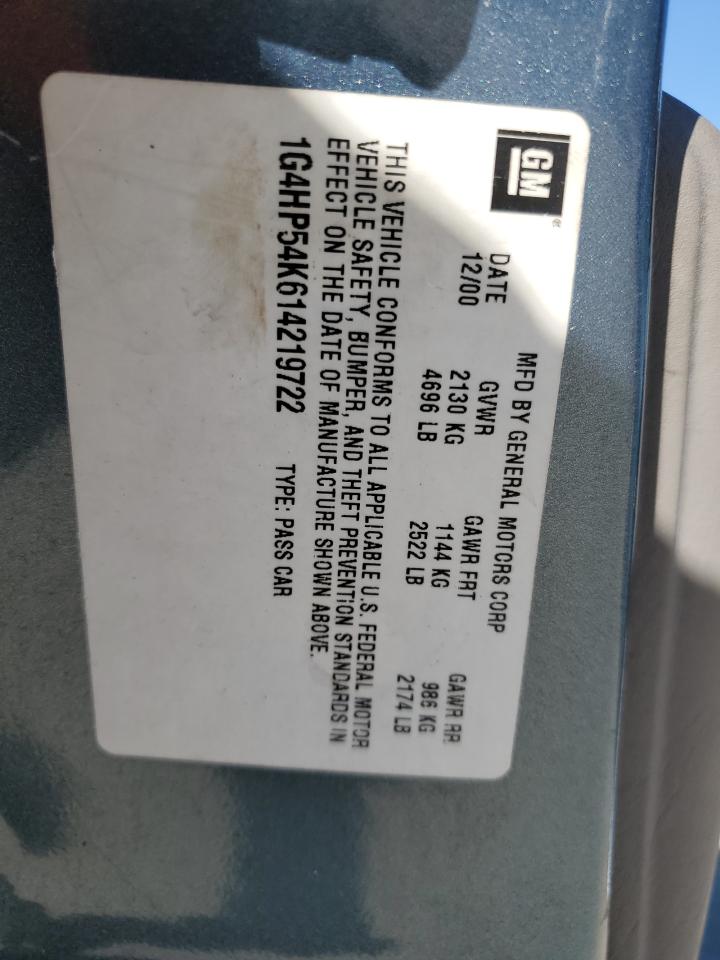 GM®
MFD BY GENERAL MOTORS CORP
DATE GVWR GAWR FRT GAWR RR
12/00 2130 KG 1144 KG 986 KG
4696 LB 2522 LB 2174 LB
THIS VEHICLE CONFORMS TO ALL APPLICABLE U.S. FEDERAL MOTOR
VEHICLE SAFETY, BUMPER, AND THEFT PREVENTION STANDARDS IN
EFFECT ON THE DATE OF MANUFACTURE SHOWN ABOVE.
1G4HP54K614219722 TYPE: PASS CAR